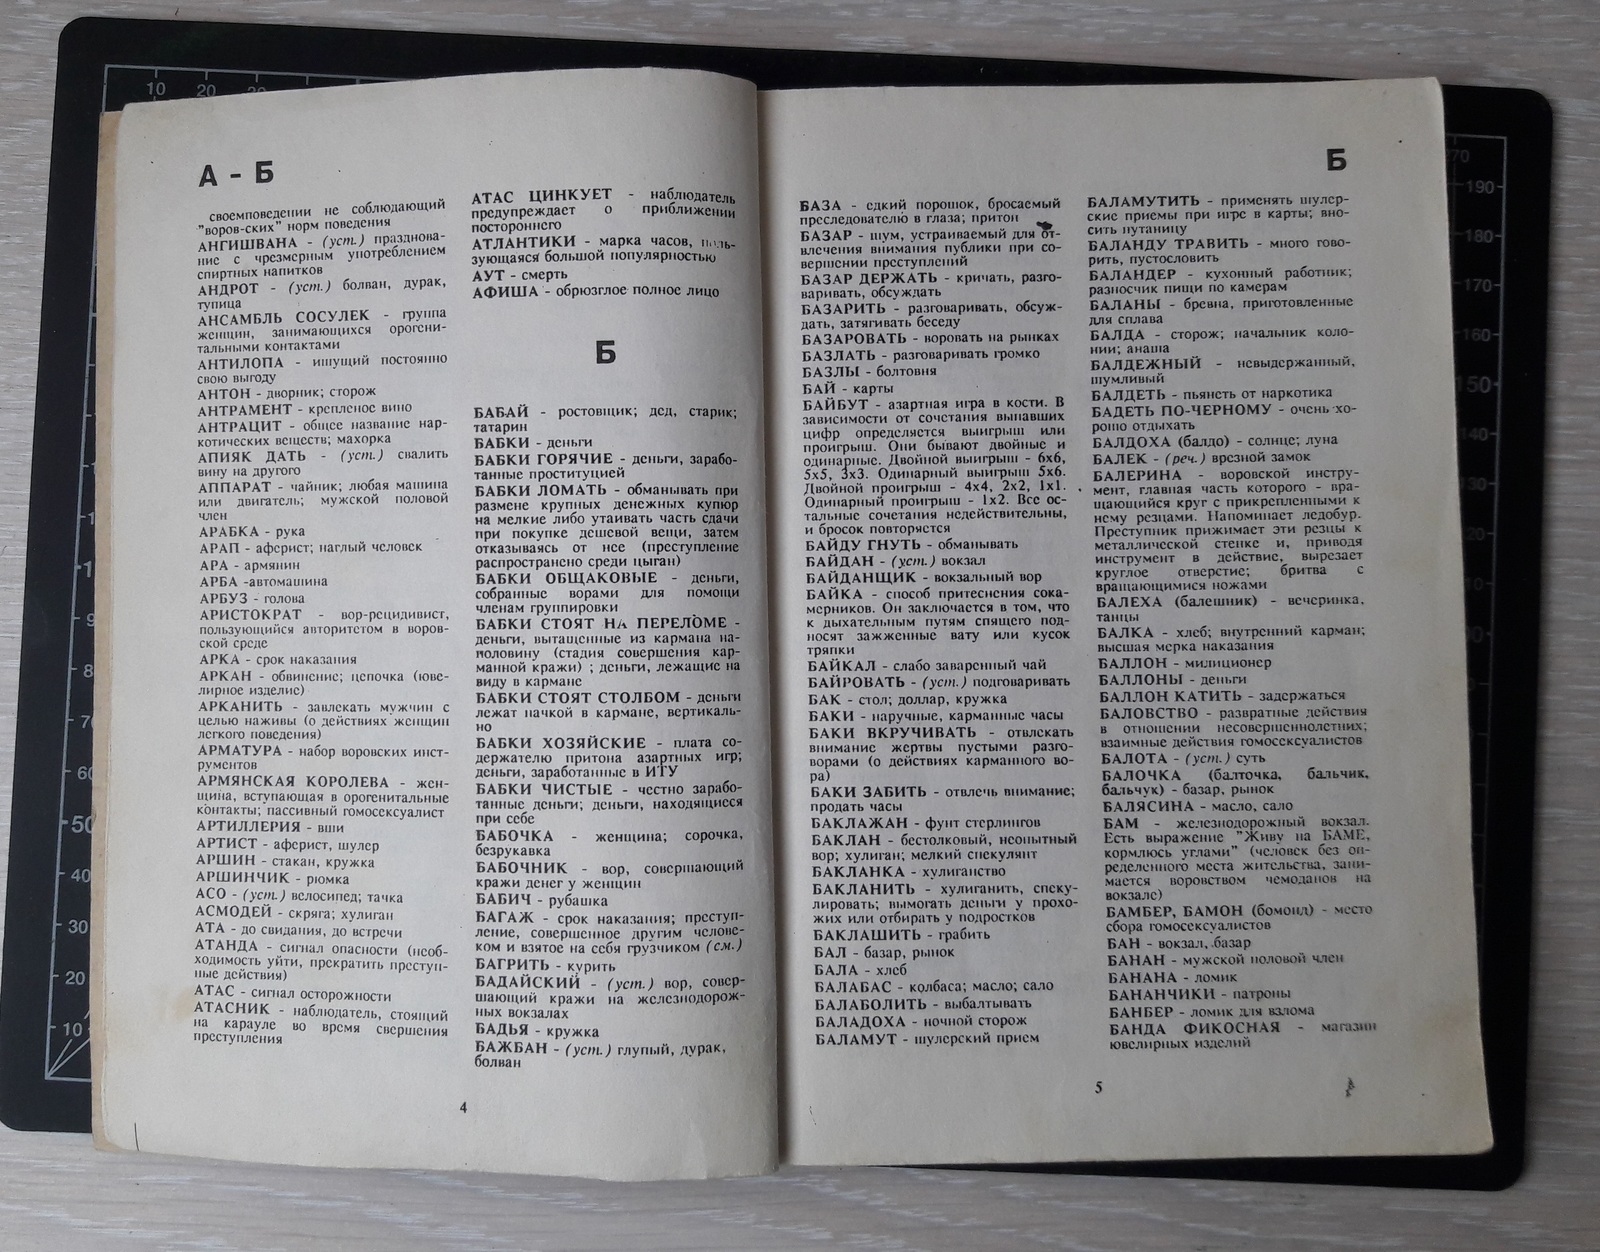 А - Б
своемповедении не соблюдающий
"воров-ских" норм поведения
АНГИШВАНА - (уст.) празднова-
ние с чрезмерным употреблением
спиртных напитков
АНДРОТ - (уст.) болван, дурак,
тупица
АНСАМБЛЬ СОСУЛЕК - группа
женщин, занимающихся орогени-
тальными контактами
АНТИЛОПА - ищущий постоянно
свою выгоду
АНТОН - дворник; сторож
АНТРАМЕНТ - крепленое вино
АНТРАЦИТ - общее название нар-
котических веществ; махорка
АПИЯК ДАТЬ - (уст.) свалить
вину на другого
АППАРАТ - чайник; любая машина
или двигатель; мужской половой
член
АРАБКА - рука
АРАП - аферист; наглый человек
АРА - армянин
АРБА -автомашина
АРБУЗ - голова
АРИСТОКРАТ - вор-рецидивист,
пользующийся авторитетом в воров-
ской среде
АРКА - срок наказания
АРКАН - обвинение; цепочка (юве-
лирное изделие)
АРКАНИТЬ - завлекать мужчин с
целью наживы (о действиях женщин
легкого поведения)
АРМАТУРА - набор воровских инст-
рументов
АРМЯНСКАЯ КОРОЛЕВА - жен-
щина, вступающая в орогенитальные
контакты; пассивный гомосексуалист
АРТИЛЛЕРИЯ - вши
АРТИСТ - аферист, шулер
АРШИН - стакан, кружка
АРШИНЧИК - рюмка
АСО - (уст.) велосипед; тачка
АСМОДЕЙ - скряга; хулиган
АТА - до свидания, до встречи
АТАНДА - сигнал опасности (необ-
ходимость уйти, прекратить преступ-
ные действия)
АТАС - сигнал осторожности
АТАСНИК - наблюдатель, стоящий
на карауле во время свершения
преступления
АТАС ЦИНКУЕТ - наблюдатель
предупреждает о приближении
постороннего
АТЛАНТИКИ - марка часов, поль-
зующаяся большой популярностью
АУТ - смерть
АФИША - обрюзглое полное лицо
Б
БАБАЙ - ростовщик; дед, старик;
татарин
БАБКИ - деньги
БАБКИ ГОРЯЧИЕ - деньги, зарабо-
танные проституцией
БАБКИ ЛОМАТЬ - обманывать при
размене крупных денежных купюр
на мелкие либо утаивать часть сдачи
при покупке дешевой вещи, затем
отказываясь от нее (преступление
распространено среди цыган)
БАБКИ ОБЩАКОВЫЕ - деньги,
собранные ворами для помощи
членам группировки
БАБКИ СТОЯТ НА ПЕРЕЛОМЕ -
деньги, вытащенные из кармана на-
половину (стадия совершения кар-
манной кражи) ; деньги, лежащие на
виду в кармане
БАБКИ СТОЯТ СТОЛБОМ - деньги
лежат пачкой в кармане, вертикаль-
но
БАБКИ ХОЗЯЙСКИЕ - плата со-
держателю притона азартных игр;
деньги, заработанные в ИТУ
БАБКИ ЧИСТЫЕ - честно зарабо-
танные деньги; деньги, находящиеся
при себе
БАБОЧКА - женщина; сорочка,
безрукавка
БАБОЧНИК - вор, совершающий
кражи денег у женщин
БАБИЧ - рубашка
БАГАЖ - срок наказания; преступ-
ление, совершенное другим челове-
ком и взятое на себя грузчиком (см.)
БАГРИТЬ - курить
БАДАЙСКИЙ - (уст.) вор, совер-
шающий кражи на железнодорож-
ных вокзалах
БАДЬЯ - кружка
БАЖБАН - (уст.) глупый, дурак,
болван
4
Б
БАЗА - едкий порошок, бросаемый
преследователю в глаза; притон
БАЗАР - шум, устраиваемый для от-
влечения внимания публики при со-
вершении преступлений
БАЗАР ДЕРЖАТЬ - кричать, разго-
варивать, обсуждать
БАЗАРИТЬ - разговаривать, обсуж-
дать, затягивать беседу
БАЗАРОВАТЬ - воровать на рынках
БАЗЛАТЬ - разговаривать громко
БАЗЛЫ - болтовня
БАЙ - карты
БАЙБУТ - азартная игра в кости. В
зависимости от сочетания выпавших
цифр определяется выигрыш или
проигрыш. Они бывают двойные и
одинарные. Двойной выигрыш - 6х6,
5х5, 3х3. Одинарный выигрыш 5х6.
Двойной проигрыш - 4х4, 2х2, 1х1.
Одинарный проигрыш - 1х2. Все ос-
тальные сочетания недействительны,
и бросок повторяется
БАЙДУ ГНУТЬ - обманывать
БАЙДАН - (уст.) вокзал
БАЙДАНЩИК - вокзальный вор
БАЙКА - способ притеснения сока-
мерников. Он заключается в том, что
к дыхательным путям спящего под-
носят зажженные вату или кусок
тряпки
БАЙКАЛ - слабо заваренный чай
БАЙРОВАТЬ - (уст.) подговаривать
БАК - стол; доллар, кружка
БАКИ - наручные, карманные часы
БАКИ ВКРУЧИВАТЬ - отвлекать
внимание жертвы пустыми разго-
ворами (о действиях карманного во-
ра)
БАКИ ЗАБИТЬ - отвлечь внимание;
продать часы
БАКЛАЖАН - фунт стерлингов
БАКЛАН - бестолковый, неопытный
вор; хулиган; мелкий спекулянт
БАКЛАНКА - хулиганство
БАКЛАНИТЬ - хулиганить, спеку-
лировать; вымогать деньги у прохо-
жих или отбирать у подростков
БАКЛАШИТЬ - грабить
БАЛ - базар, рынок
БАЛА - хлеб
БАЛАБАС - колбаса; масло; сало
БАЛАБОЛИТЬ - выбалтывать
БАЛАДОХА - ночной сторож
БАЛАМУТ - шулерский прием
БАЛАМУТИТЬ - применять шулер-
ские приемы при игре в карты; вно-
сить путаницу
БАЛАНДУ ТРАВИТЬ - много гово-
рить, пустословить
БАЛАНДЕР - кухонный работник;
разносчик пищи по камерам
БАЛАНЫ - бревна, приготовленные
для сплава
БАЛДА - сторож; начальник коло-
нии; анаша
БАЛДЕЖНЫЙ - невыдержанный,
шумливый
БАЛДЕТЬ - пьянеть от наркотика
БАДЕТЬ ПО-ЧЕРНОМУ - очень хо-
рошо отдыхать
БАЛДОХА (балдо) - солнце; луна
БАЛЕК - (реч.) врезной замок
БАЛЕРИНА - воровской инстру-
мент, главная часть которого - вра-
щающийся круг с прикрепленными к
нему резцами. Напоминает ледобур.
Преступник прижимает эти резцы к
металлической стенке и, приводя
инструмент в действие, вырезает
круглое отверстие; бритва с
вращающимися ножами
БАЛЕХА (балешник) - вечеринка,
танцы
БАЛКА - хлеб; внутренний карман;
высшая мерка наказания
БАЛЛОН - милиционер
БАЛЛОНЫ - деньги
БАЛЛОН КАТИТЬ - задержаться
БАЛОВСТВО - развратные действия
в отношении несовершеннолетних;
взаимные действия гомосексуалистов
БАЛОТА - (уст.) суть
БАЛОЧКА (балточка, бальчик,
бальчук) - базар, рынок
БАЛЯСИНА - масло, сало
БАМ - железнодорожный вокзал.
Есть выражение "Живу на БАМЕ,
кормлюсь углами" (человек без оп-
ределенного места жительства, зани-
мается воровством чемоданов на
вокзале)
БАМБЕР, БАМОН (бомонд) - место
сбора гомосексуалистов
БАН - вокзал, базар
БАНАН - мужской половой член
БАНАНА - ломик
БАНАНЧИКИ - патроны
БАНБЕР - ломик для взлома
БАНДА ФИКОСНАЯ - магазин
ювелирных изделий
5